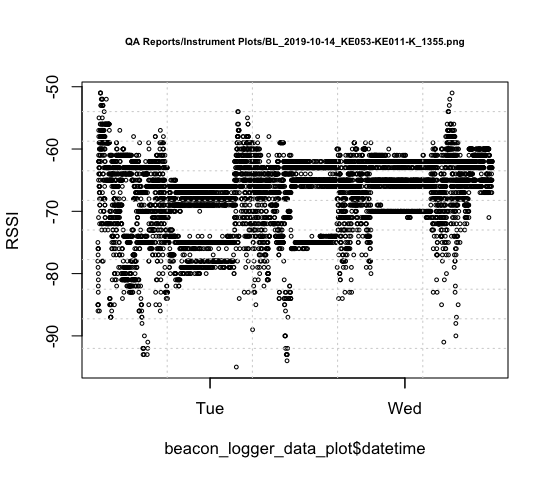 QA Reports/Instrument Plots/BL_2019-10-14_KE053-KE011-K_1355.png
-50
-60
-70
-80
-90
RSSI
Tue Wed
beacon_logger_data_plot$datetime